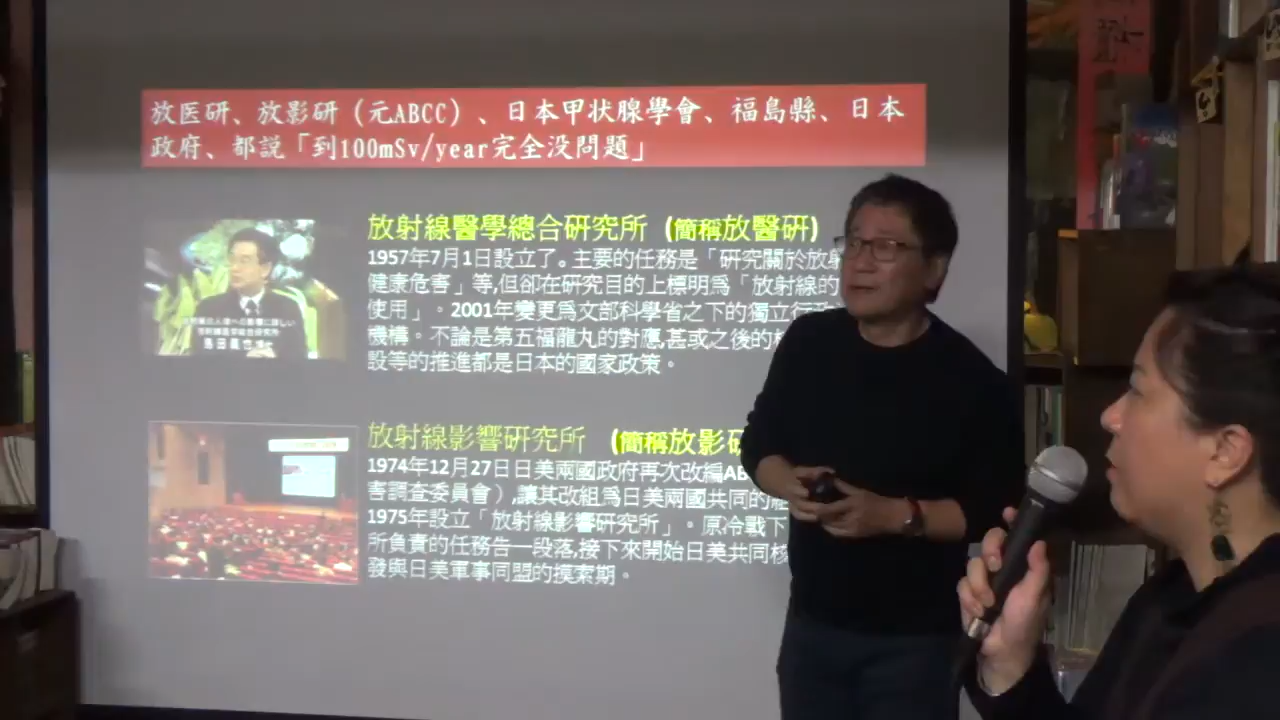 放医研、放影研（元ABCC）、日本甲状腺學會、福島縣、日本
政府、都説「到100mSv/year完全没問題」
放射線醫學總合研究所 (簡稱放醫研)
1957年7月1日設立了。主要的任務是「研究關於放射
健康危害」等,但卻在研究目的上標明爲「放射線的
使用」。2001年變更爲文部科學省之下的獨立行政
機構。不論是第五福龍丸的對應,甚或之後的
設等的推進都是日本的國家政策。
放射線影響研究所 (簡稱放影研
1974年12月27日日美兩國政府再次改編AB
害調查委員會）,讓其改組爲日美兩國共同的組
1975年設立「放射線影響研究所」。原冷戰下
所負責的任務告一段落,接下來開始日美共同核
發與日美軍事同盟的摸索期。